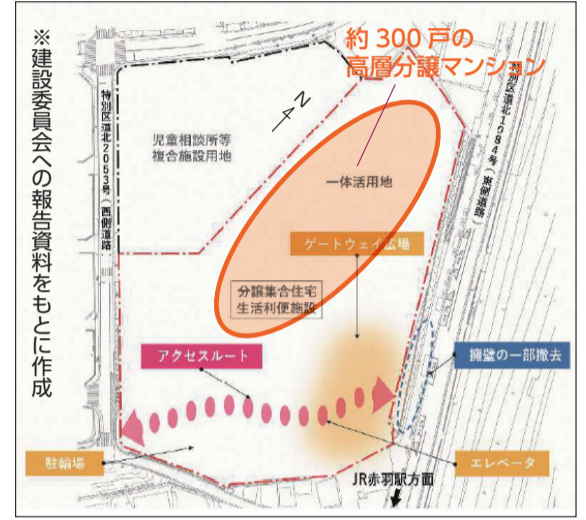 ※建設委員会への報告資料をもとに作成
約300戸の
高層分譲マンション
特別区道北2053号（西側道路）
特別区道北1084号（東側道路）
児童相談所等
複合施設用地
N
一体活用地
ゲートウェイ広場
分譲集合住宅
生活利便施設
アクセスルート
擁壁の一部撤去
駐輪場
エレベータ
JR赤羽駅方面